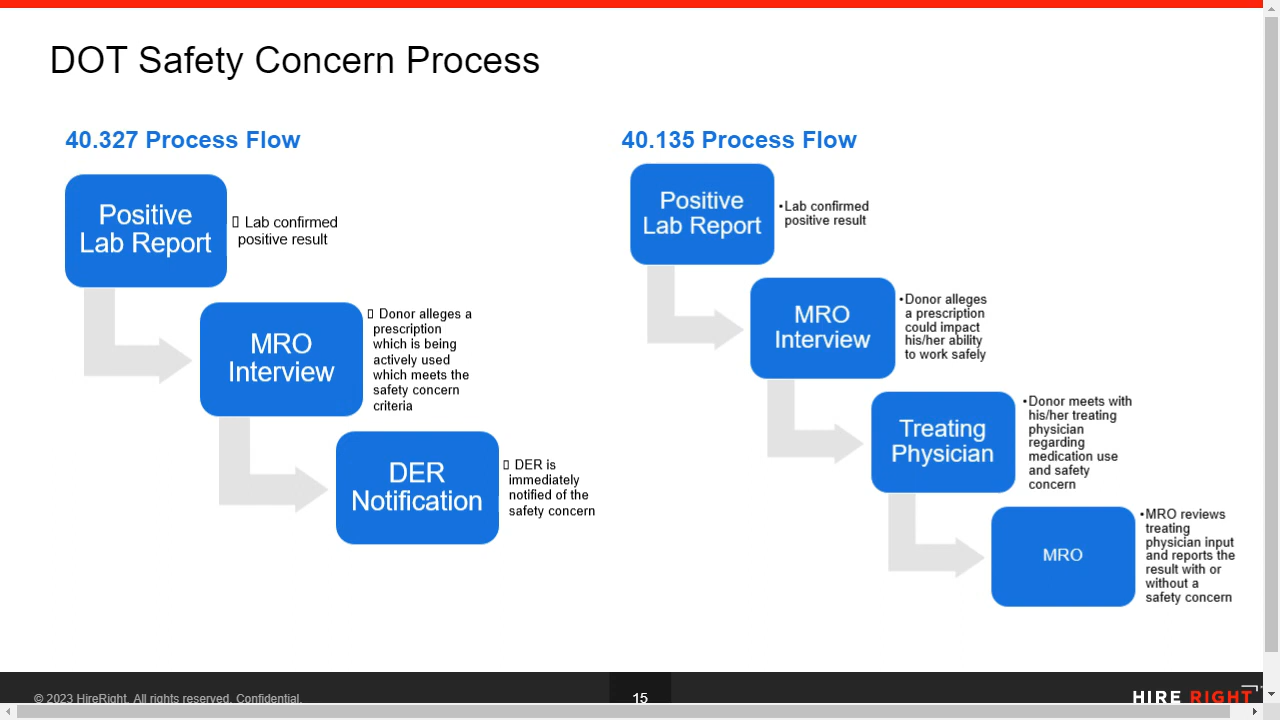 DOT Safety Concern Process
40.327 Process Flow
Positive
Lab Report
Lab confirmed
positive result
MRO
Interview
Donor alleges a
prescription
which is being
actively used
which meets the
safety concern
criteria
DER
Notification
DER is
immediately
notified of the
safety concern
40.135 Process Flow
Positive
Lab Report
•Lab confirmed
positive result
MRO
Interview
•Donor alleges
a prescription
could impact
his/her ability
to work safely
Treating
Physician
•Donor meets with
his/her treating
physician
regarding
medication use
and safety
concern
MRO
•MRO reviews
treating
physician input
and reports the
result with or
without a
safety concern
© 2023 HireRight. All rights reserved. Confidential.
15
HIRE RIGHT